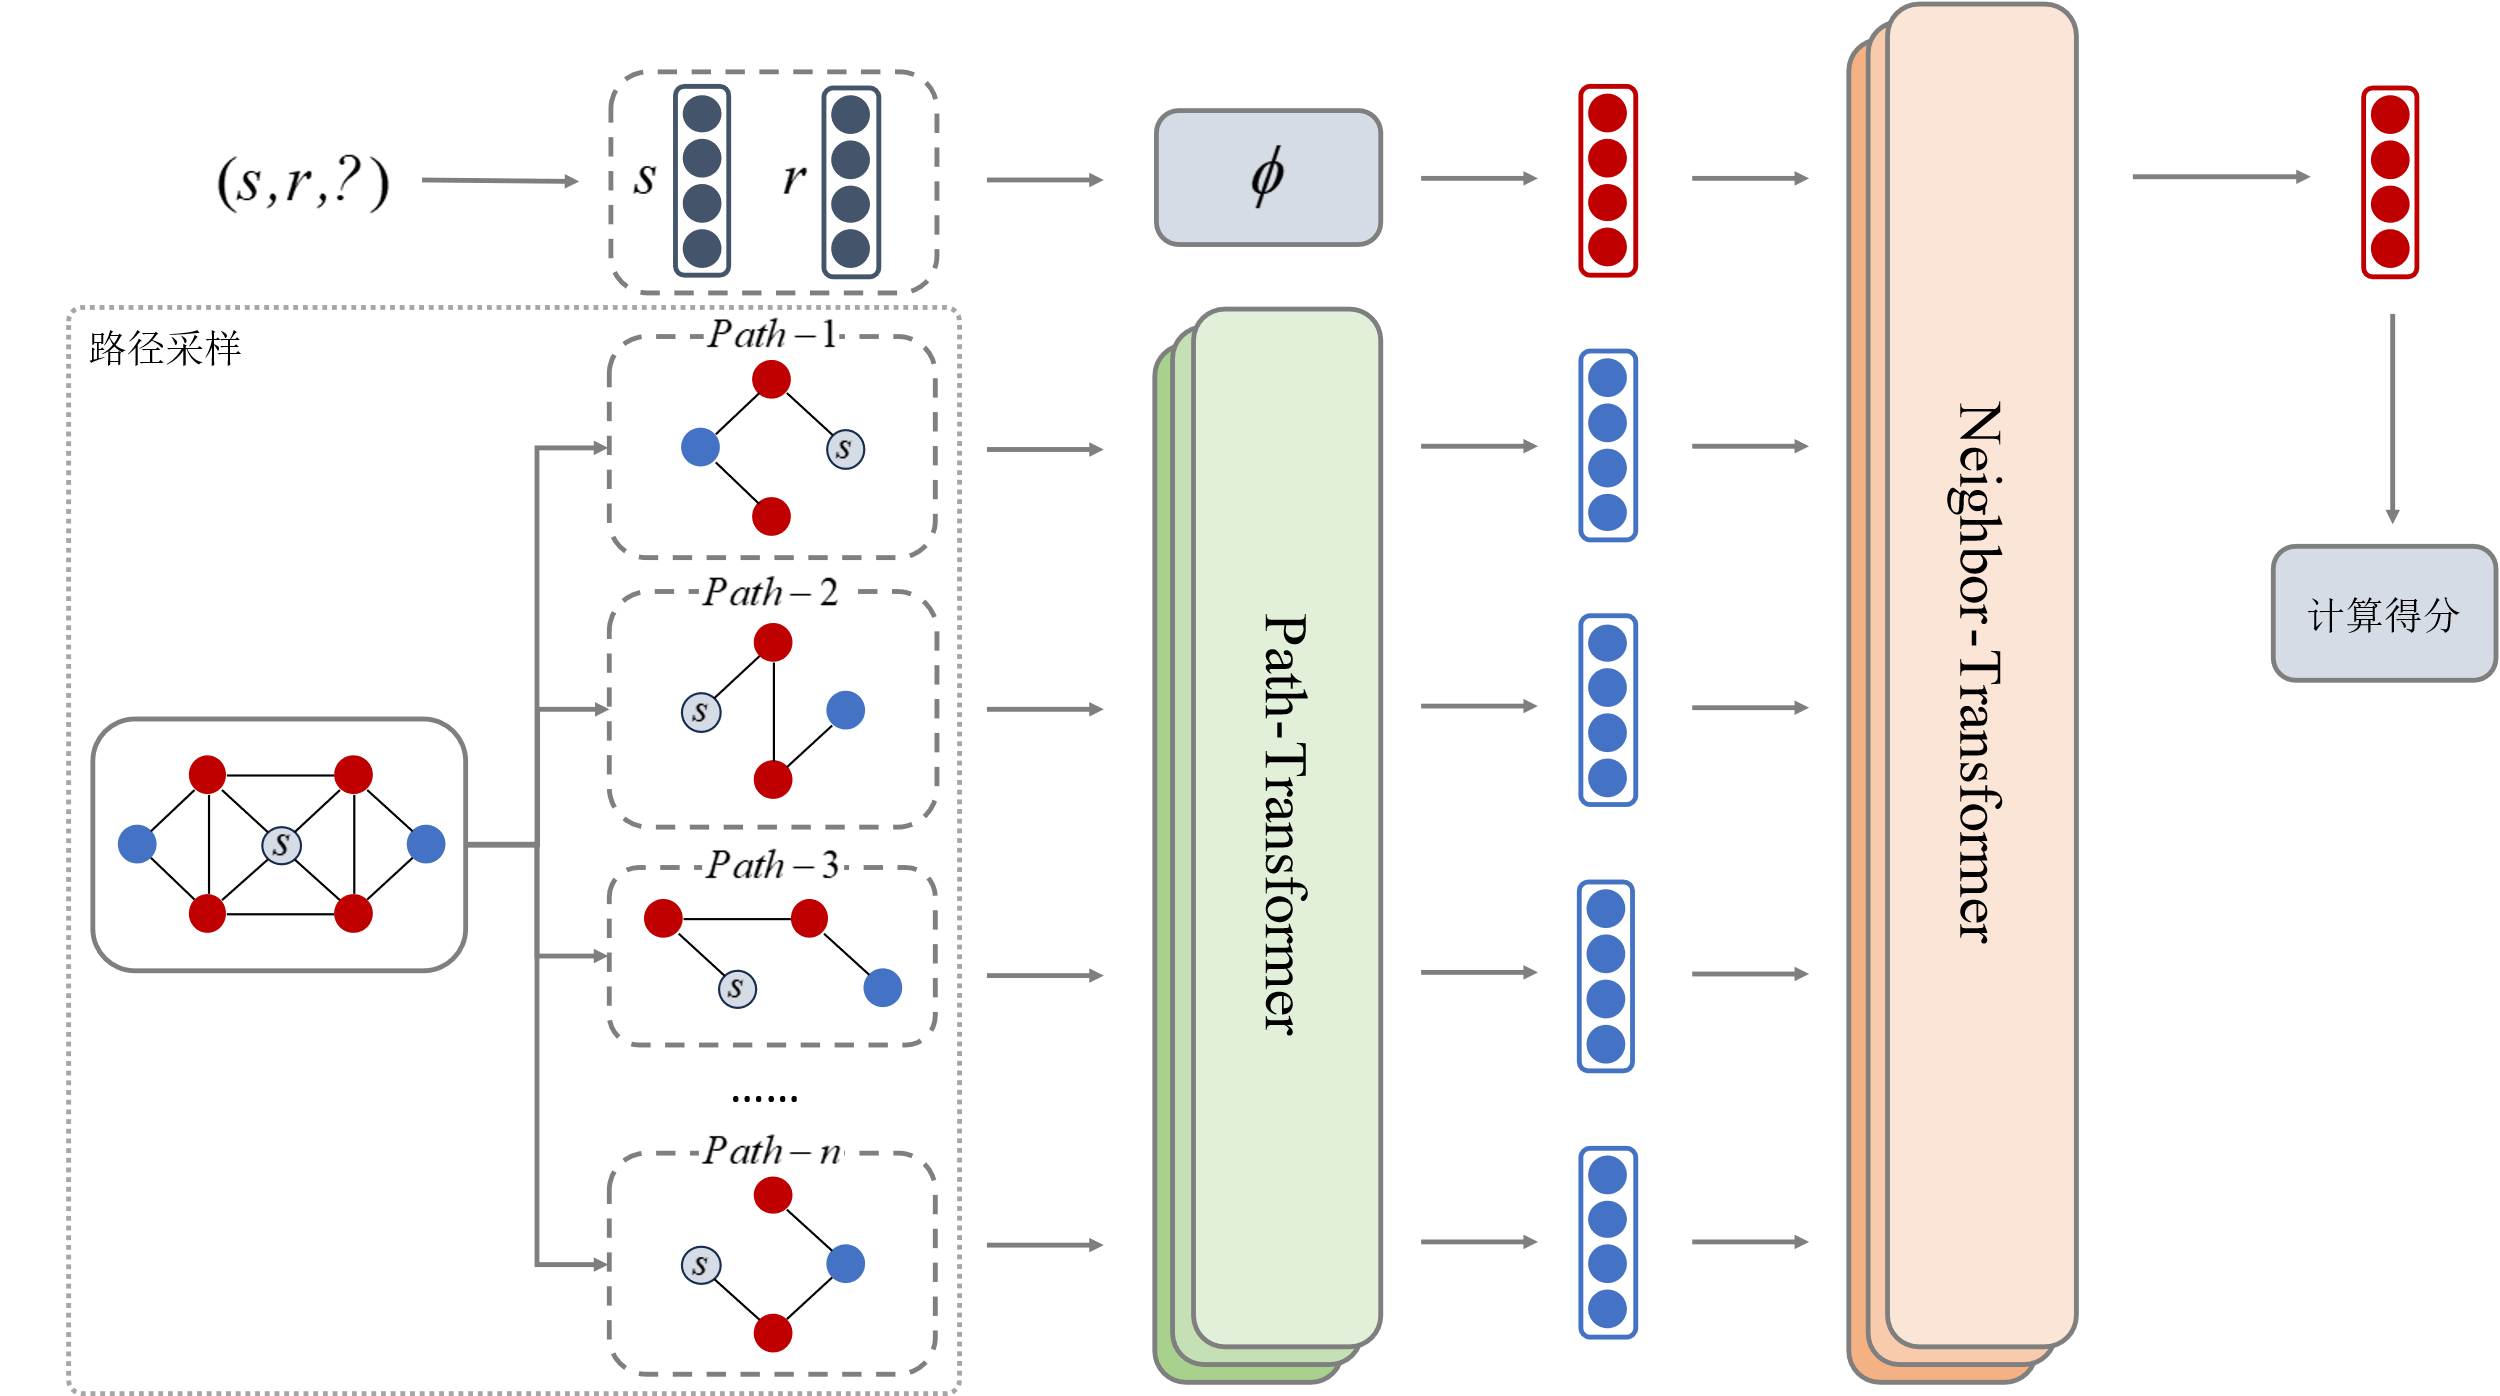 (s,r,?)
s
r
ϕ
路径采样
Path-1
s
Path-2
s
Path-3
s
s
......
Path-n
s
Path-Transformer
Neighbor-Transformer
计算得分